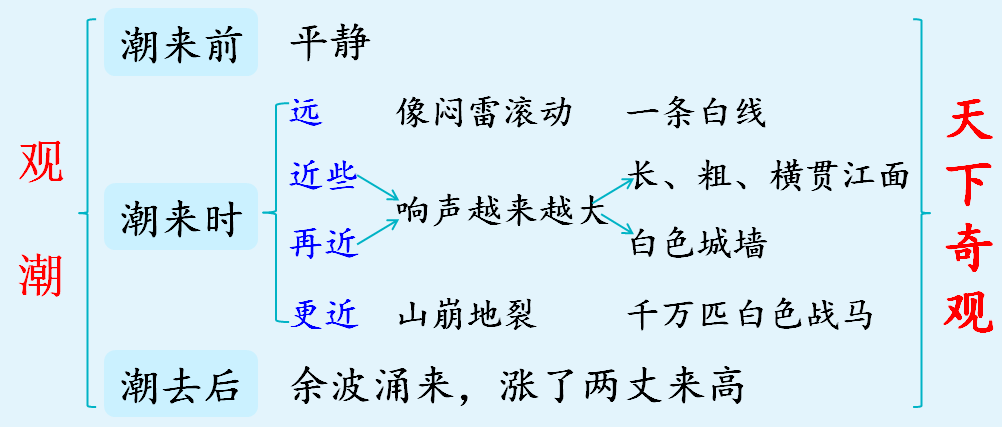 观潮
潮来前 平静
潮来时
远 像闷雷滚动 一条白线
近些 长、粗、横贯江面
响声越来越大
再近 白色城墙
更近 山崩地裂 千万匹白色战马
潮去后 余波涌来，涨了两丈来高
天下奇观